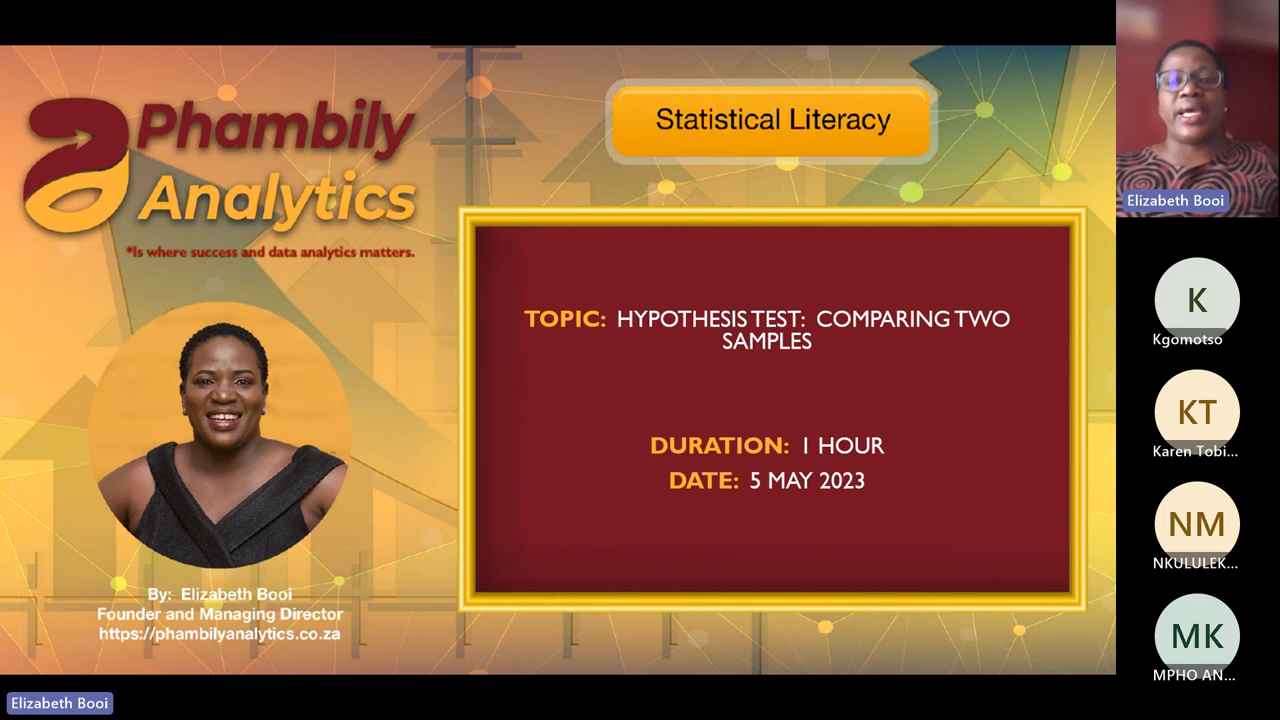 Phambily
Analytics
*Is where success and data analytics matters.
By: Elizabeth Booi
Founder and Managing Director
https://phambilyanalytics.co.za
Statistical Literacy
TOPIC: HYPOTHESIS TEST: COMPARING TWO
SAMPLES
DURATION: 1 HOUR
DATE: 5 MAY 2023
Elizabeth Booi
K
Kgomotso
KT
Karen Tobi...
NM
NKULULEK...
MK
MPHO AN...
Elizabeth Booi